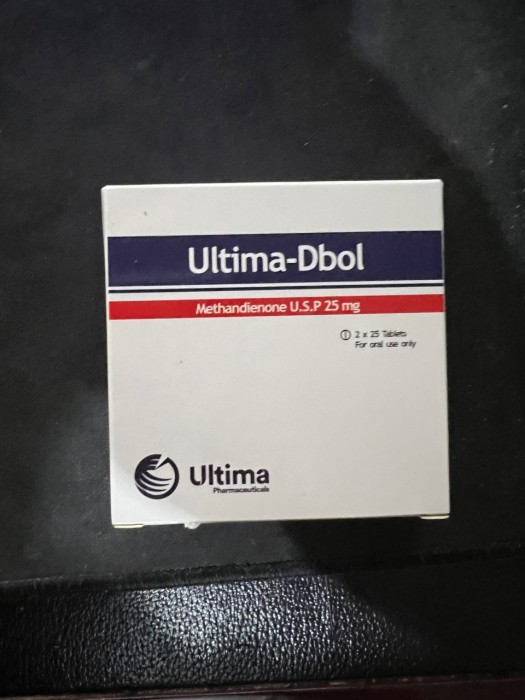 Ultima-Dbol
Methandienone U.S.P 25 mg
2 x 25 Tablets
For oral use only
Ultima
Pharmaceuticals